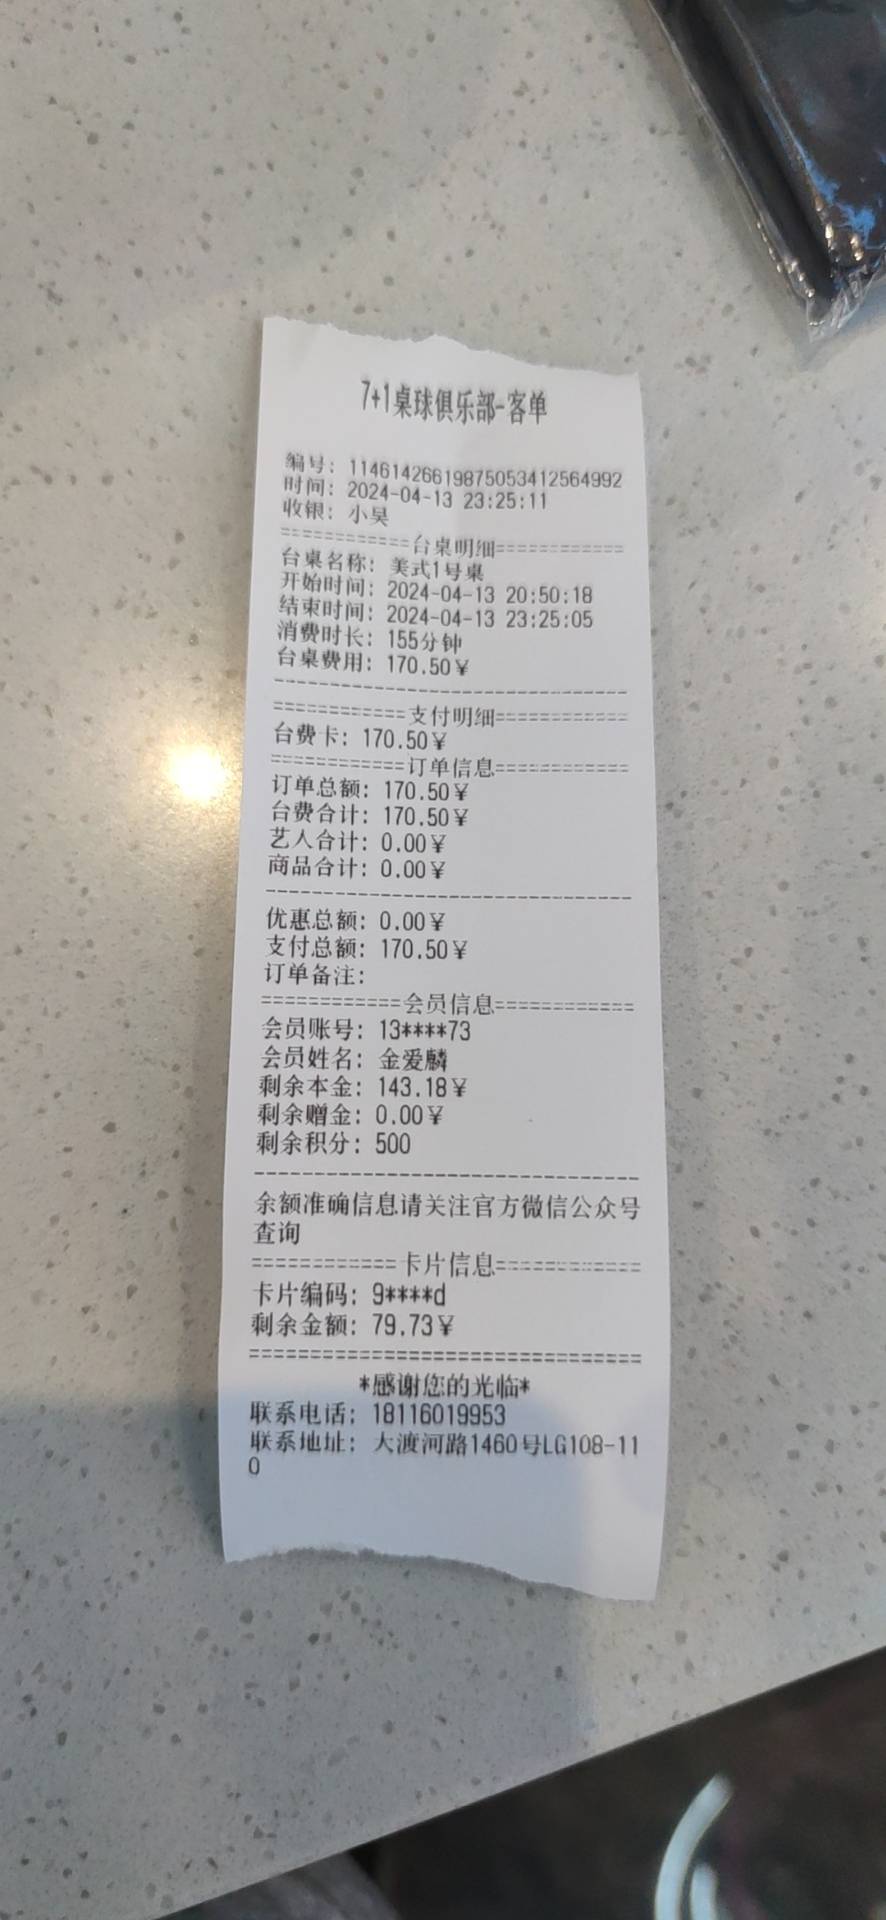 7+1桌球俱乐部-客单
编号: 11461426619875053412564992
时间: 2024-04-13 23:25:11
收银: 小昊
============台桌明细============
台桌名称: 美式1号桌
开始时间: 2024-04-13 20:50:18
结束时间: 2024-04-13 23:25:05
消费时长: 155分钟
台桌费用: 170.50¥
--------------------------------
============支付明细============
台费卡: 170.50¥
============订单信息============
订单总额: 170.50¥
台费合计: 170.50¥
艺人合计: 0.00¥
商品合计: 0.00¥
--------------------------------
优惠总额: 0.00¥
支付总额: 170.50¥
订单备注:
============会员信息============
会员账号: 13****73
会员姓名: 金爱麟
剩余本金: 143.18¥
剩余赠金: 0.00¥
剩余积分: 500
--------------------------------
余额准确信息请关注官方微信公众号
查询
============卡片信息============
卡片编码: 9****d
剩余金额: 79.73¥
================================
*感谢您的光临*
联系电话: 18116019953
联系地址: 大渡河路1460号LG108-11
0